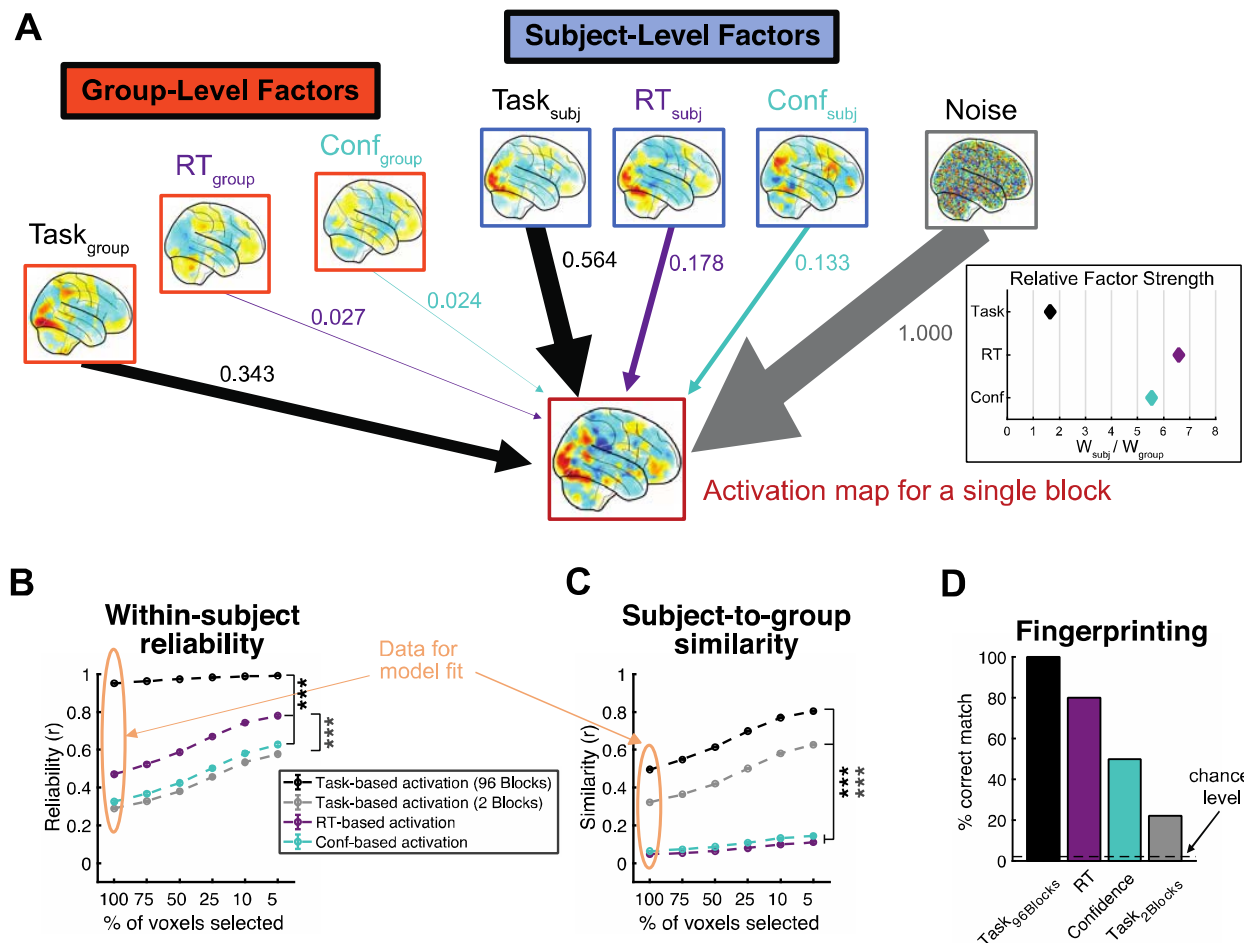 A
Group-Level Factors
Subject-Level Factors
Task_group
RT_group
Conf_group
Task_subj
RT_subj
Conf_subj
Noise
0.343
0.027
0.024
0.564
0.178
0.133
1.000
Relative Factor Strength
Task
RT
Conf
0 1 2 3 4 5 6 7 8
W_subj / W_group
Activation map for a single block
B
Within-subject
reliability
Reliability (r)
1
0.8
0.6
0.4
0.2
0
100 75 50 25 10 5
% of voxels selected
***
***
Data for
model fit
Task-based activation (96 Blocks)
Task-based activation (2 Blocks)
RT-based activation
Conf-based activation
C
Subject-to-group
similarity
Similarity (r)
1
0.8
0.6
0.4
0.2
0
100 75 50 25 10 5
% of voxels selected
***
***
D
Fingerprinting
% correct match
100
80
60
40
20
0
chance
level
Task_96Blocks
RT
Confidence
Task_2Blocks